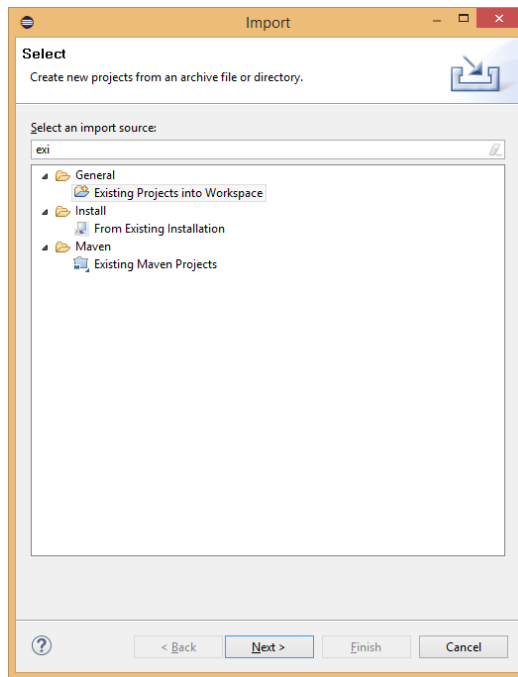 Import
Select
Create new projects from an archive file or directory.
Select an import source:
exi
General
Existing Projects into Workspace
Install
From Existing Installation
Maven
Existing Maven Projects
?
< Back Next > Finish Cancel